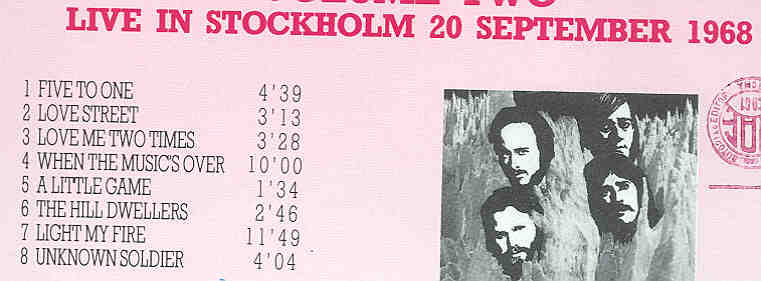 VOLUME TWO
LIVE IN STOCKHOLM 20 SEPTEMBER 1968
1 FIVE TO ONE 4'39
2 LOVE STREET 3'13
3 LOVE ME TWO TIMES 3'28
4 WHEN THE MUSIC'S OVER 10'00
5 A LITTLE GAME 1'34
6 THE HILL DWELLERS 2'46
7 LIGHT MY FIRE 11'49
8 UNKNOWN SOLDIER 4'04